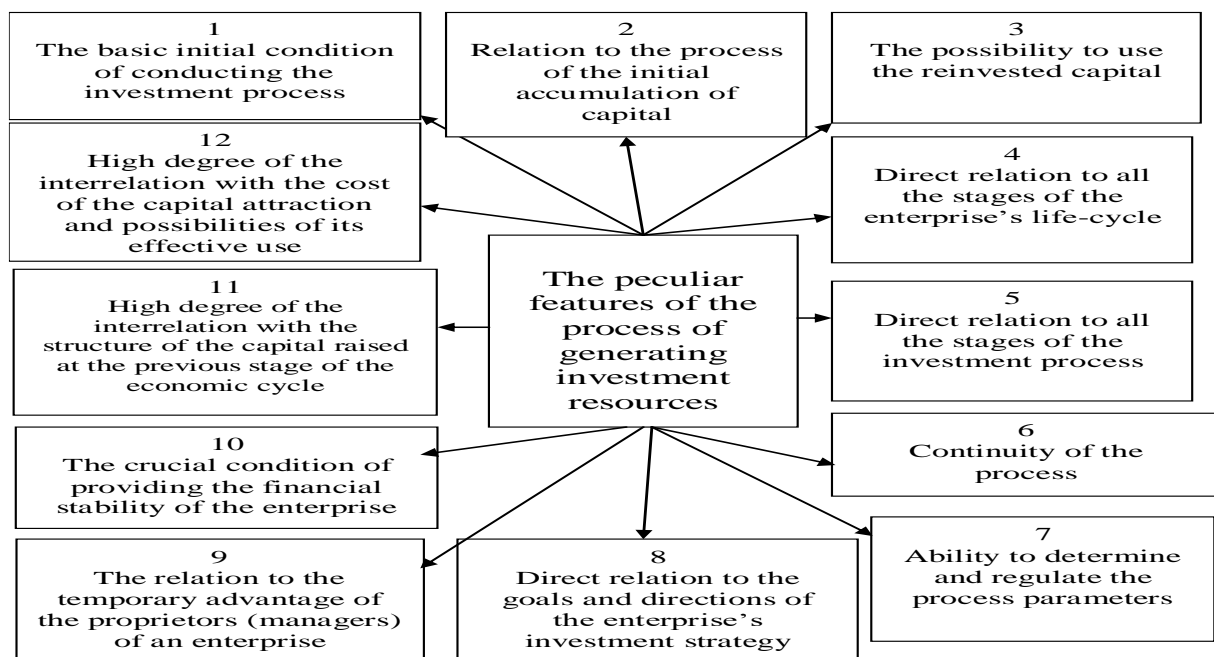 1
The basic initial condition
of conducting the
investment process
2
Relation to the process
of the initial
accumulation of
capital
3
The possibility to use
the reinvested capital
12
High degree of the
interrelation with the cost
of the capital attraction
and possibilities of its
effective use
4
Direct relation to all
the stages of the
enterprise's life-cycle
The peculiar
features of the
process of
generating
investment
resources
11
High degree of the
interrelation with the
structure of the capital raised
at the previous stage of the
economic cycle
5
Direct relation to all
the stages of the
investment process
10
The crucial condition of
providing the financial
stability of the enterprise
6
Continuity of the
process
9
The relation to the
temporary advantage of
the proprietors (managers)
of an enterprise
8
Direct relation to the
goals and directions of
the enterprise's
investment strategy
7
Ability to determine
and regulate the
process parameters